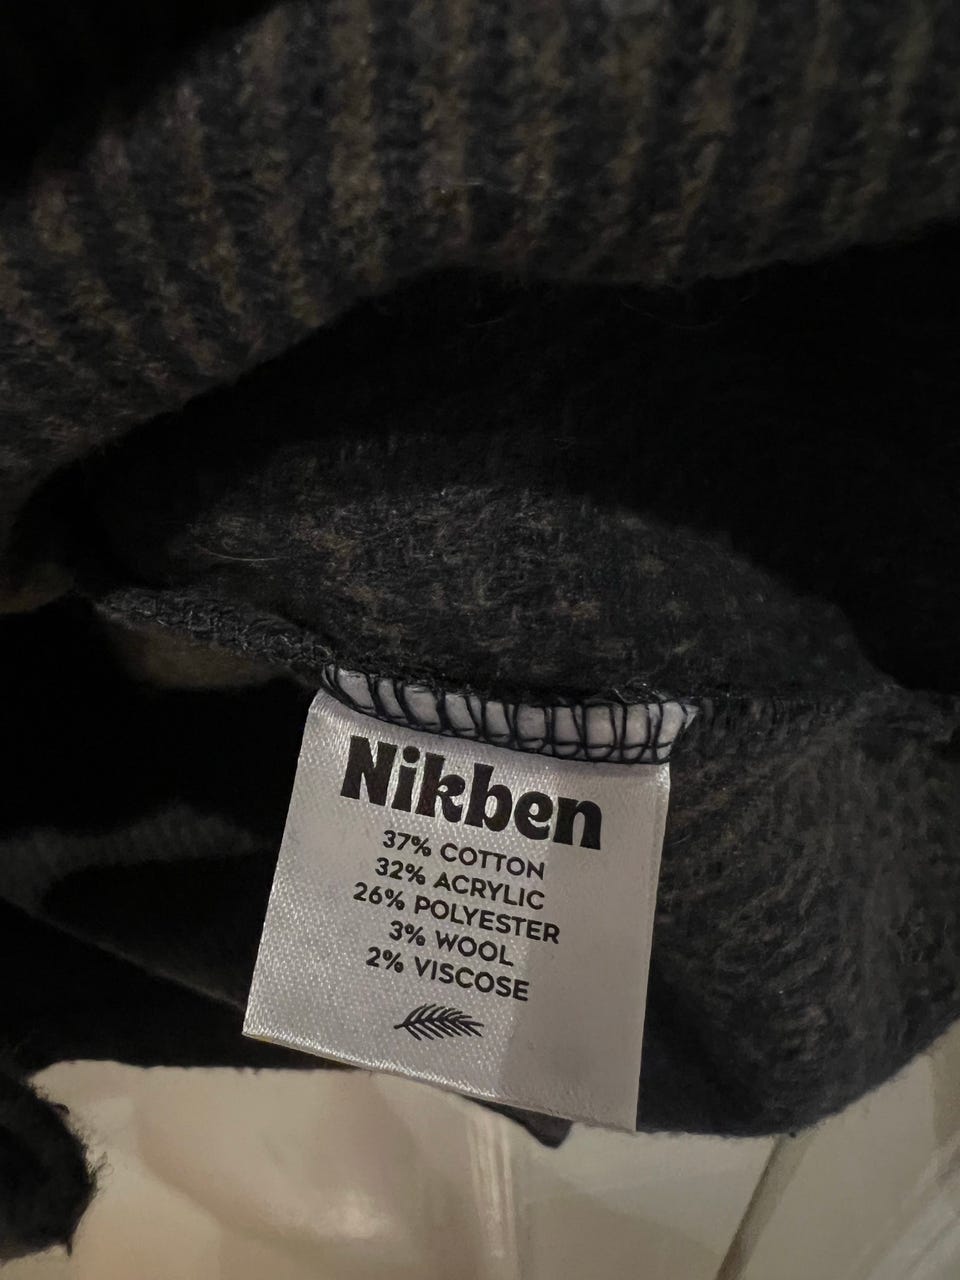 Nikben
37% COTTON
32% ACRYLIC
26% POLYESTER
3% WOOL
2% VISCOSE